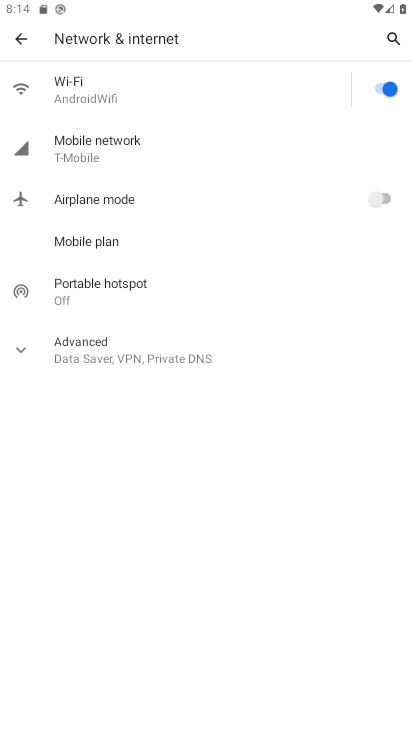 8:14
Network & internet
Wi-Fi
AndroidWifi
Mobile network
T-Mobile
Airplane mode
Mobile plan
Portable hotspot
Off
Advanced
Data Saver, VPN, Private DNS